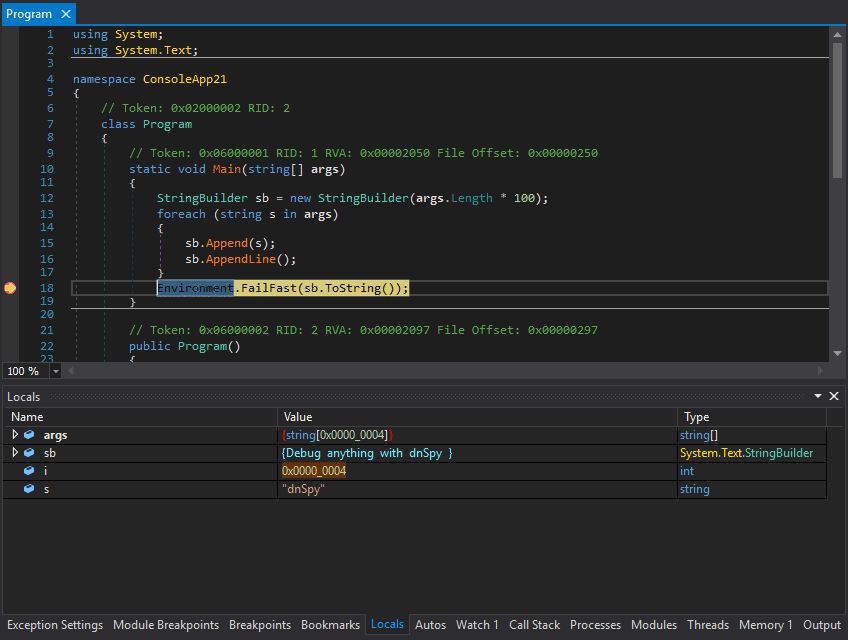 Program
1 using System;
2 using System.Text;
3
4 namespace ConsoleApp21
5 {
6 // Token: 0x02000002 RID: 2
7 class Program
8 {
9 // Token: 0x06000001 RID: 1 RVA: 0x00002050 File Offset: 0x00000250
10 static void Main(string[] args)
11 {
12 StringBuilder sb = new StringBuilder(args.Length * 100);
13 foreach (string s in args)
14 {
15 sb.Append(s);
16 sb.AppendLine();
17 }
18 Environment.FailFast(sb.ToString());
19 }
20
21 // Token: 0x06000002 RID: 2 RVA: 0x00002097 File Offset: 0x00000297
22 public Program()
23 {
100 %
Locals
Name Value Type
args {string[0x0000_0004]} string[]
sb {Debug anything with dnSpy } System.Text.StringBuilder
i 0x0000_0004 int
s "dnSpy" string
Exception Settings Module Breakpoints Breakpoints Bookmarks Locals Autos Watch 1 Call Stack Processes Modules Threads Memory 1 Output